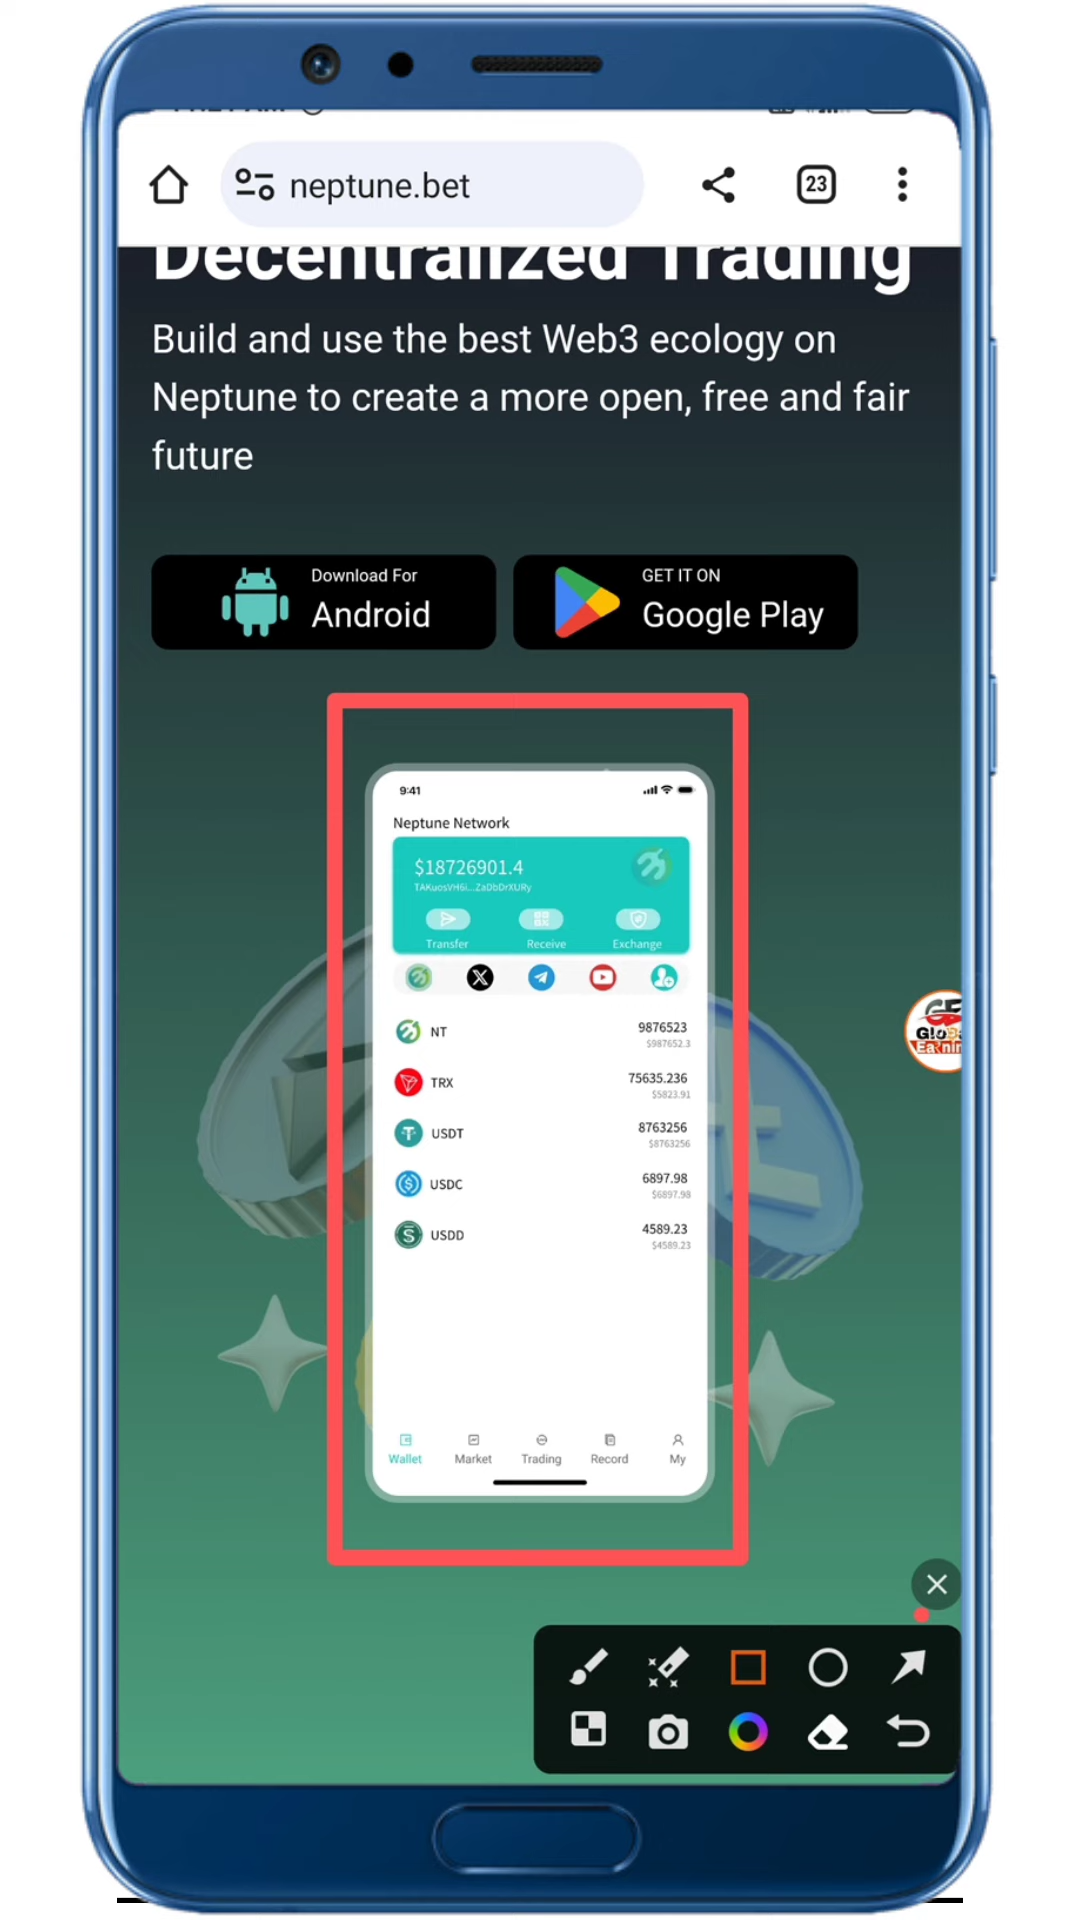 neptune.bet
23
Decentralized Trading
Build and use the best Web3 ecology on
Neptune to create a more open, free and fair
future
Download For
Android
GET IT ON
Google Play
9:41
Neptune Network
$18726901.4
TAKuosVH6i...ZaDbDrXURy
Transfer Receive Exchange
NT 9876523
$987652.3
TRX 75635.236
$5823.91
USDT 8763256
$8763256
USDC 6897.98
$6897.98
USDD 4589.23
$4589.23
Wallet Market Trading Record My